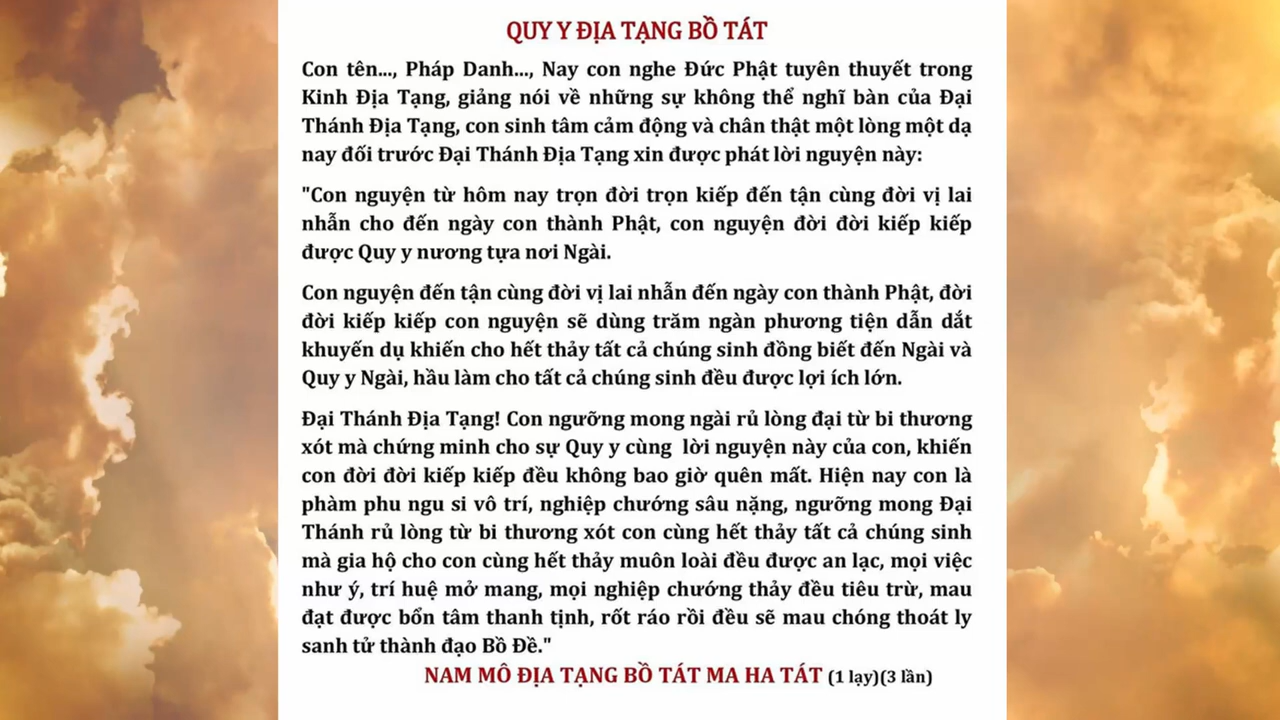 QUY Y ĐỊA TẠNG BỒ TÁT
Con tên..., Pháp Danh..., Nay con nghe Đức Phật tuyên thuyết trong
Kinh Địa Tạng, giảng nói về những sự không thể nghĩ bàn của Đại
Thánh Địa Tạng, con sinh tâm cảm động và chân thật một lòng một dạ
nay đối trước Đại Thánh Địa Tạng xin được phát lời nguyện này:
"Con nguyện từ hôm nay trọn đời trọn kiếp đến tận cùng đời vị lai
nhẫn cho đến ngày con thành Phật, con nguyện đời đời kiếp kiếp
được Quy y nương tựa nơi Ngài.
Con nguyện đến tận cùng đời vị lai nhẫn đến ngày con thành Phật, đời
đời kiếp kiếp con nguyện sẽ dùng trăm ngàn phương tiện dẫn dắt
khuyến dụ khiến cho hết thảy tất cả chúng sinh đồng biết đến Ngài và
Quy y Ngài, hầu làm cho tất cả chúng sinh đều được lợi ích lớn.
Đại Thánh Địa Tạng! Con ngưỡng mong ngài rủ lòng đại từ bi thương
xót mà chứng minh cho sự Quy y cùng lời nguyện này của con, khiến
con đời đời kiếp kiếp đều không bao giờ quên mất. Hiện nay con là
phàm phu ngu si vô trí, nghiệp chướng sâu nặng, ngưỡng mong Đại
Thánh rủ lòng từ bi thương xót con cùng hết thảy tất cả chúng sinh
mà gia hộ cho con cùng hết thảy muôn loài đều được an lạc, mọi việc
như ý, trí huệ mở mang, mọi nghiệp chướng thảy đều tiêu trừ, mau
đạt được bổn tâm thanh tịnh, rốt ráo rồi đều sẽ mau chóng thoát ly
sanh tử thành đạo Bồ Đề."
NAM MÔ ĐỊA TẠNG BỒ TÁT MA HA TÁT (1 lạy)(3 lần)